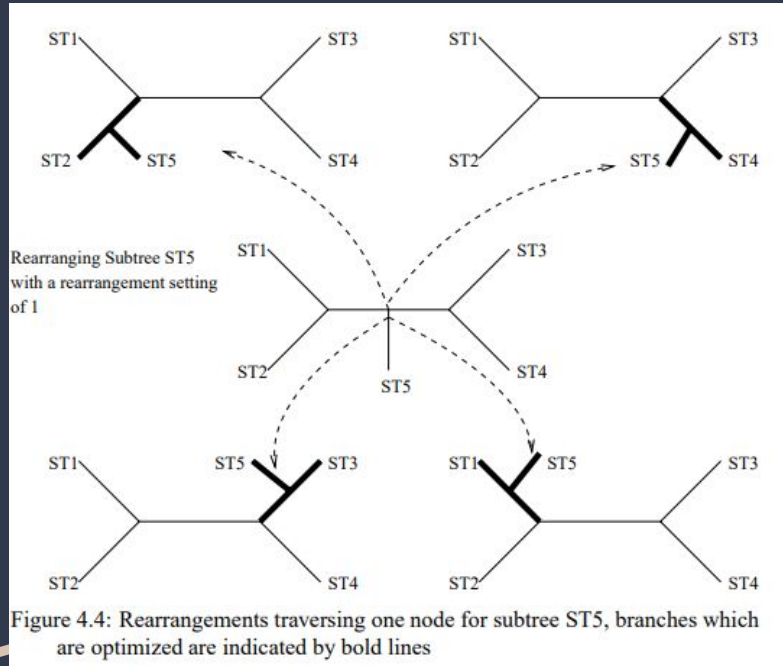 ST1 ST3 ST1 ST3
ST2 ST5 ST4 ST2 ST5 ST4
ST1 ST3
Rearranging Subtree ST5
with a rearrangement setting
of 1
ST2 ST4
ST5
ST1 ST5 ST3 ST1 ST5 ST3
ST2 ST4 ST2 ST4
Figure 4.4: Rearrangements traversing one node for subtree ST5, branches which
are optimized are indicated by bold lines